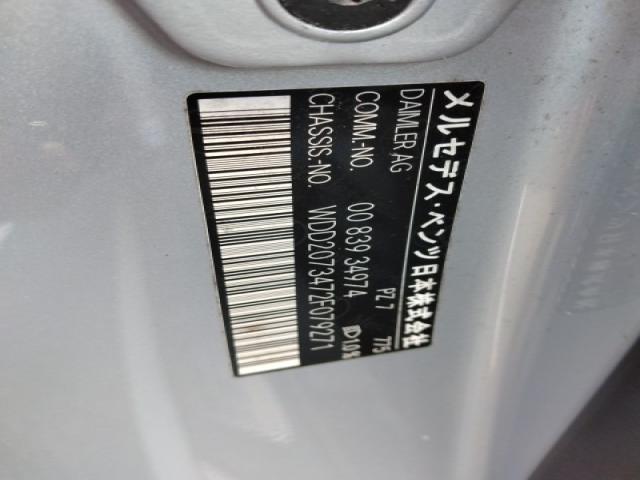 メルセデス・ベンツ日本株式会社
DAIMLER AG PZ.7 775
COMM.-NO. 00 839 34974
CHASSIS.-NO. WDD2073472F079271